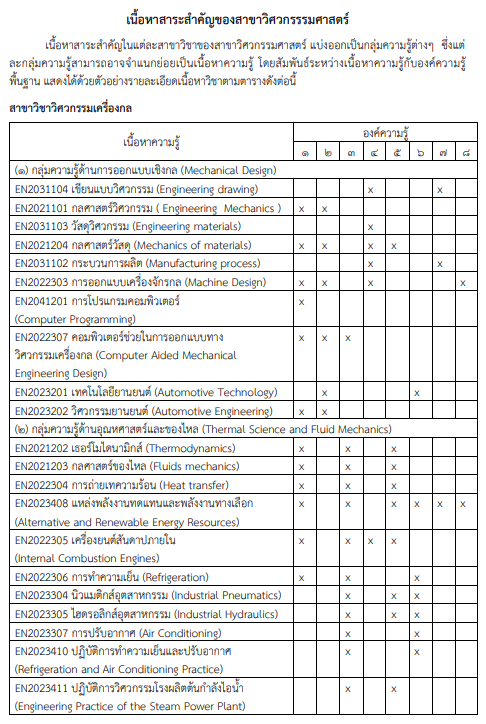 เนื้อหาสาระสำคัญของสาขาวิศวกรรมศาสตร์
เนื้อหาสาระสำคัญในแต่ละสาขาวิชาของสาขาวิศวกรรมศาสตร์ แบ่งออกเป็นกลุ่มความรู้ต่างๆ ซึ่งแต่
ละกลุ่มความรู้สามารถอาจจำแนกย่อยเป็นเนื้อหาความรู้ โดยสัมพันธ์ระหว่างเนื้อหาความรู้กับองค์ความรู้
พื้นฐาน แสดงได้ด้วยตัวอย่างรายละเอียดเนื้อหาวิชาตามตารางดังต่อนี้
สาขาวิชาวิศวกรรมเครื่องกล
เนื้อหาความรู้ องค์ความรู้
๑ ๒ ๓ ๔ ๕ ๖ ๗ ๘
(๑) กลุ่มความรู้ด้านการออกแบบเชิงกล (Mechanical Design)
EN2031104 เขียนแบบวิศวกรรม (Engineering drawing) x x
EN2021101 กลศาสตร์วิศวกรรม ( Engineering Mechanics ) x x
EN2031103 วัสดุวิศวกรรม (Engineering materials) x
EN2021204 กลศาสตร์วัสดุ (Mechanics of materials) x x x x
EN2031102 กระบวนการผลิต (Manufacturing process) x x
EN2022303 การออกแบบเครื่องจักรกล (Machine Design) x x x x
EN2041201 การโปรแกรมคอมพิวเตอร์ x
(Computer Programming)
EN2022307 คอมพิวเตอร์ช่วยในการออกแบบทาง x x x
วิศวกรรมเครื่องกล (Computer Aided Mechanical
Engineering Design)
EN2023201 เทคโนโลยียานยนต์ (Automotive Technology) x x
EN2023202 วิศวกรรมยานยนต์ (Automotive Engineering) x x
(๒) กลุ่มความรู้ด้านอุณหศาสตร์และของไหล (Thermal Science and Fluid Mechanics)
EN2021202 เธอร์โมไดนามิกส์ (Thermodynamics) x x x
EN2021203 กลศาสตร์ของไหล (Fluids mechanics) x x x
EN2022304 การถ่ายเทความร้อน (Heat transfer) x x x
EN2023408 แหล่งพลังงานทดแทนและพลังงานทางเลือก x x x x x x
(Alternative and Renewable Energy Resources)
EN2022305 เครื่องยนต์สันดาปภายใน x x x x
(Internal Combustion Engines)
EN2022306 การทำความเย็น (Refrigeration) x x x
EN2023304 นิวแมติกส์อุตสาหกรรม (Industrial Pneumatics) x x x
EN2023305 ไฮดรอลิกส์อุตสาหกรรม (Industrial Hydraulics) x x x
EN2023307 การปรับอากาศ (Air Conditioning) x x
EN2023410 ปฏิบัติการทำความเย็นและปรับอากาศ x x
(Refrigeration and Air Conditioning Practice)
EN2023411 ปฏิบัติการวิศวกรรมโรงผลิตต้นกำลังไอน้ำ x x
(Engineering Practice of the Steam Power Plant)